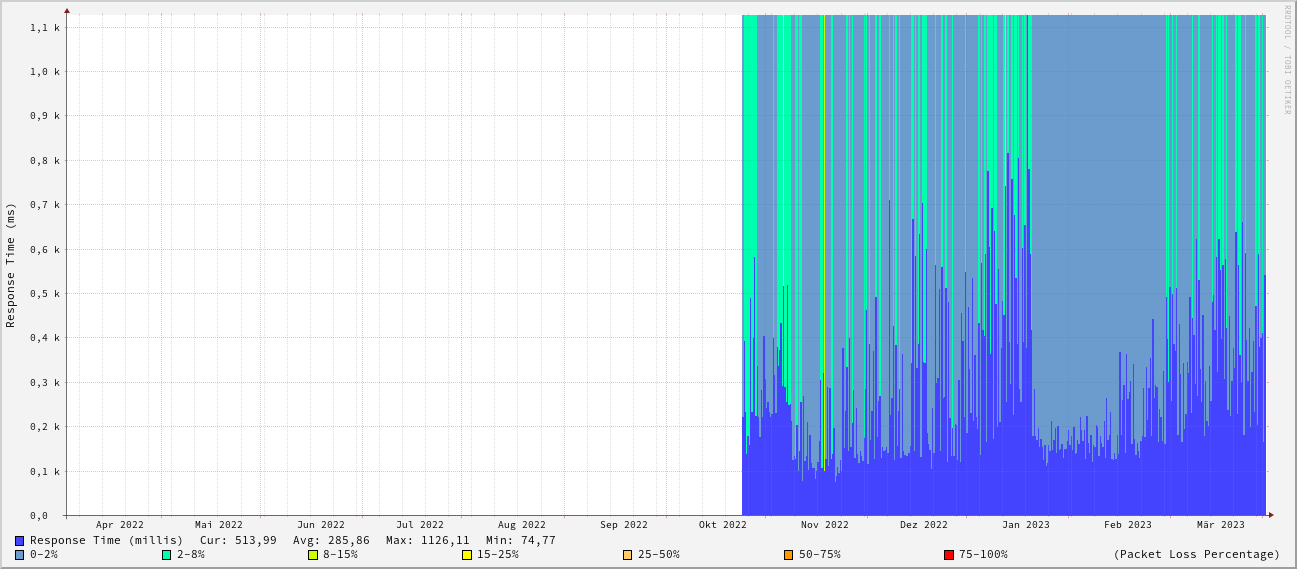 RRDTOOL / TOBI OETIKER
Response Time (ms)
1,1 k
1,0 k
0,9 k
0,8 k
0,7 k
0,6 k
0,5 k
0,4 k
0,3 k
0,2 k
0,1 k
0,0
Apr 2022 Mai 2022 Jun 2022 Jul 2022 Aug 2022 Sep 2022 Okt 2022 Nov 2022 Dez 2022 Jan 2023 Feb 2023 Mär 2023
Response Time (millis) Cur: 513,99 Avg: 285,86 Max: 1126,11 Min: 74,77
0-2% 2-8% 8-15% 15-25% 25-50% 50-75% 75-100% (Packet Loss Percentage)